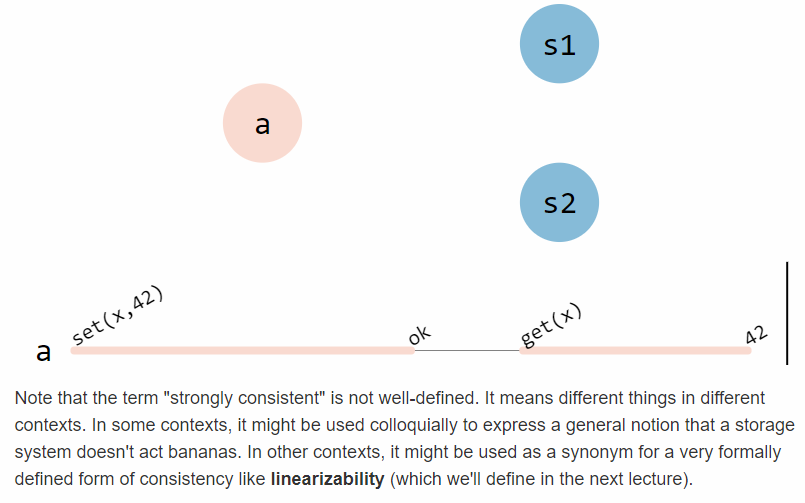 s1
a
s2
set(x,42)
ok
get(x)
42
a
Note that the term "strongly consistent" is not well-defined. It means different things in different
contexts. In some contexts, it might be used colloquially to express a general notion that a storage
system doesn't act bananas. In other contexts, it might be used as a synonym for a very formally
defined form of consistency like linearizability (which we'll define in the next lecture).